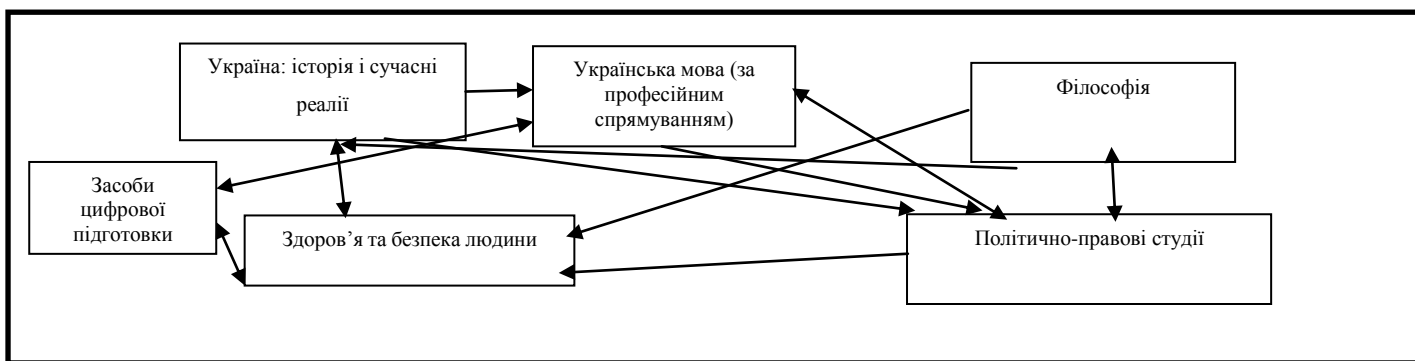 Україна: історія і сучасні
реалії
Українська мова (за
професійним
спрямуванням)
Філософія
Засоби
цифрової
підготовки
Здоров’я та безпека людини
Політично-правові студії